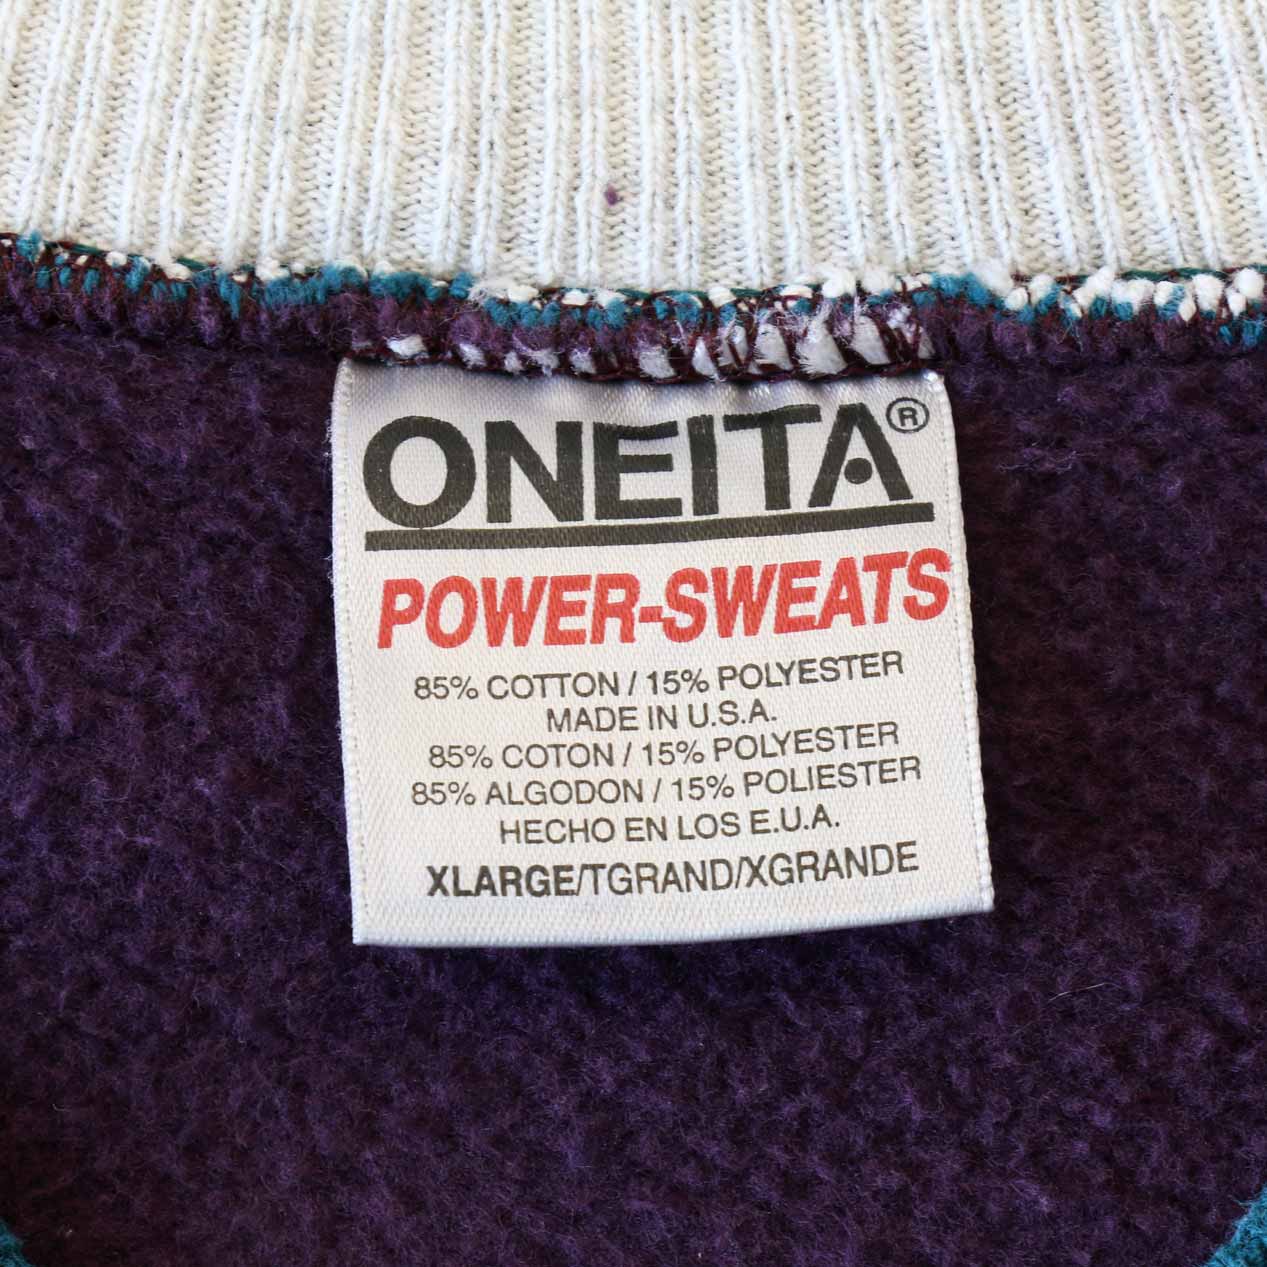 ONEITA®
POWER-SWEATS
85% COTTON / 15% POLYESTER
MADE IN U.S.A.
85% COTON / 15% POLYESTER
85% ALGODON / 15% POLIESTER
HECHO EN LOS E.U.A.
XLARGE/TGRAND/XGRANDE